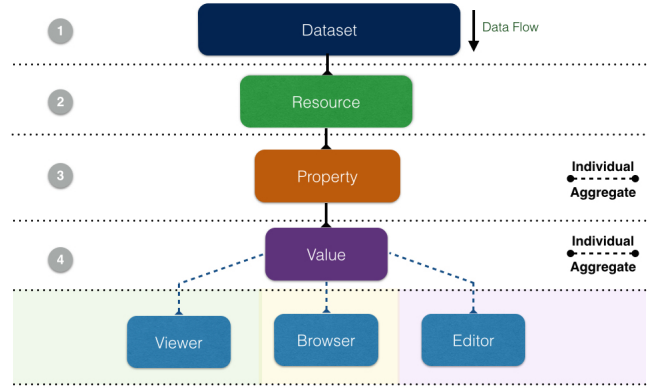 1
Dataset
Data Flow
2
Resource
3
Property
Individual
Aggregate
4
Value
Individual
Aggregate
Viewer
Browser
Editor